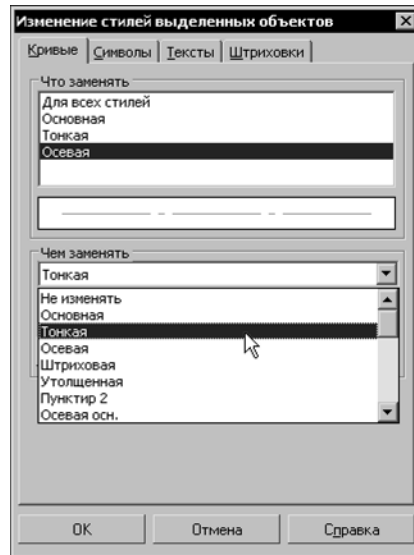 Изменение стилей выделенных объектов
Кривые Символы Тексты Штриховки
Что заменять
Для всех стилей
Основная
Тонкая
Осевая
Чем заменять
Тонкая
Не изменять
Основная
Тонкая
Осевая
Штриховая
Утолщенная
Пунктир 2
Осевая осн.
OK Отмена Справка